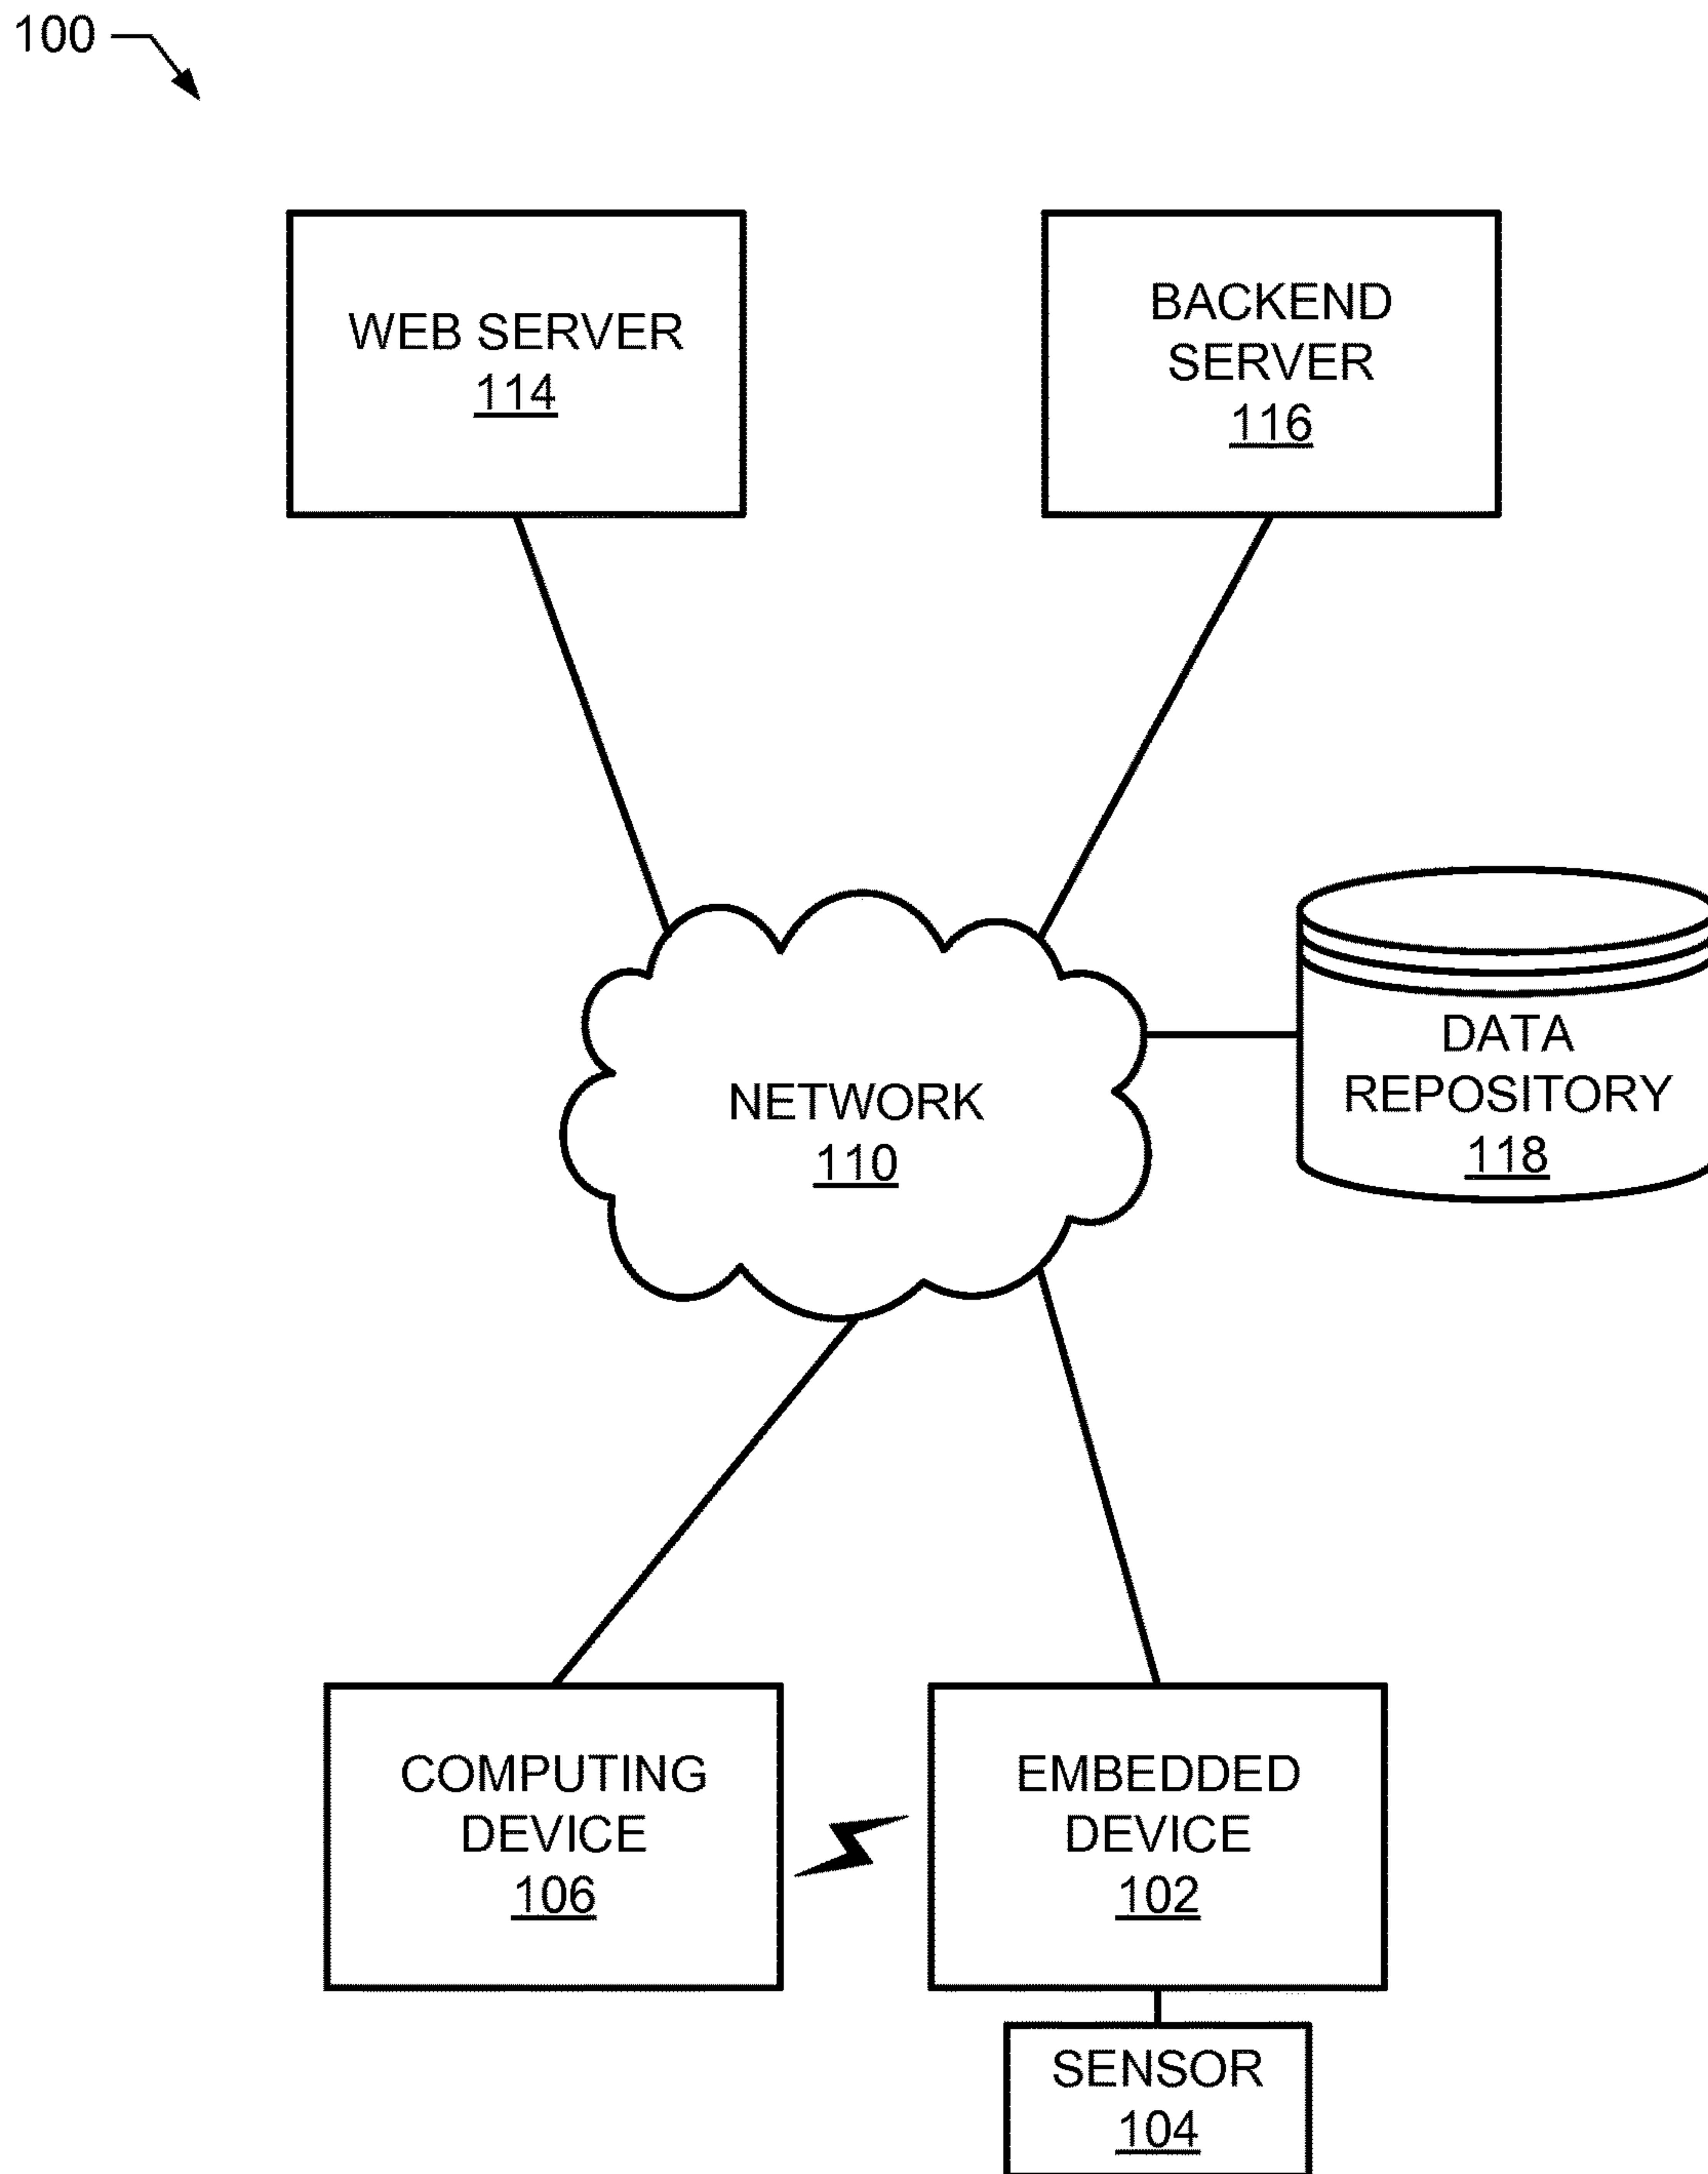 100
WEB SERVER
114
BACKEND
SERVER
116
DATA
REPOSITORY
118
NETWORK
110
COMPUTING
DEVICE
106
EMBEDDED
DEVICE
102
SENSOR
104